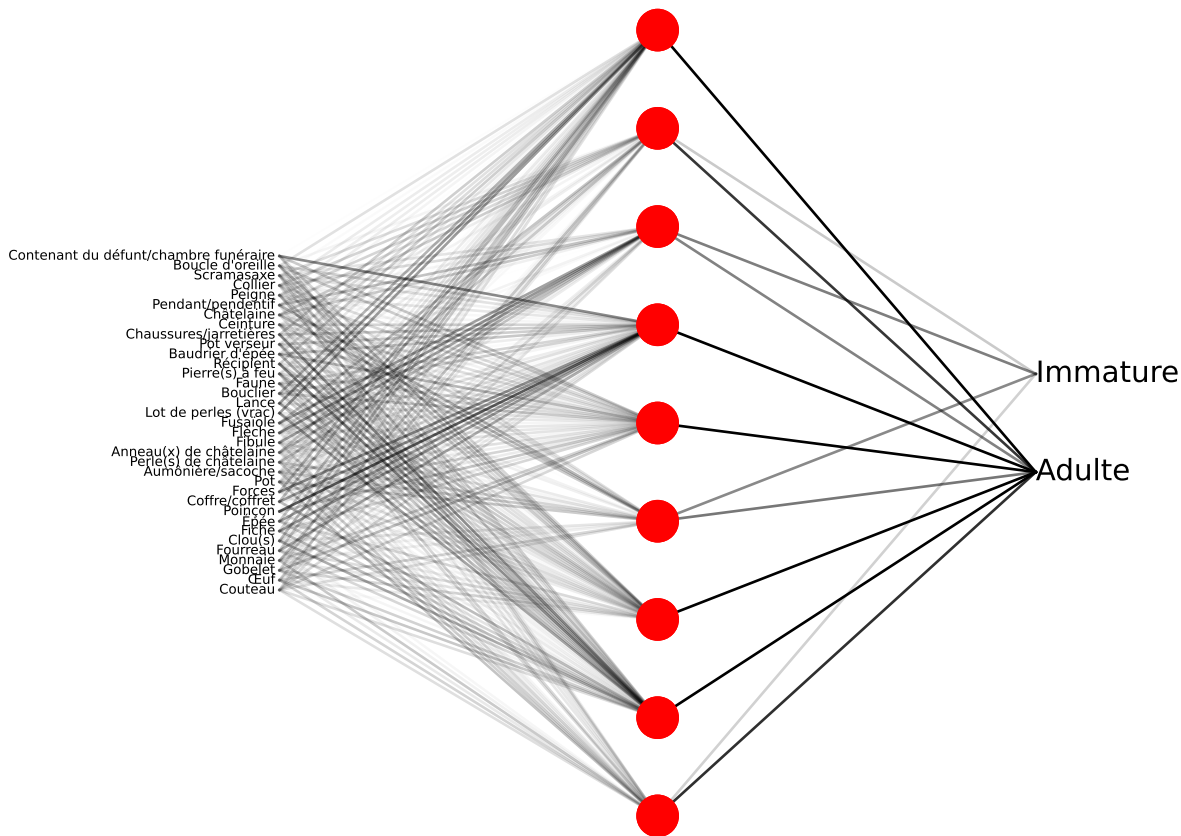 Contenant du défunt/chambre funéraire
Boucle d'oreille
Scramasaxe
Collier
Peigne
Pendant/pendentif
Châtelaine
Ceinture
Chaussures/jarretières
Pot verseur
Baudrier d'épée
Récipient
Pierre(s) à feu
Faune
Bouclier
Lance
Lot de perles (vrac)
Fusaïole
Flèche
Fibule
Anneau(x) de châtelaine
Perle(s) de châtelaine
Aumônière/sacoche
Pot
Forces
Coffre/coffret
Poinçon
Épée
Fiche
Clou(s)
Fourreau
Monnaie
Gobelet
Œuf
Couteau
Immature
Adulte